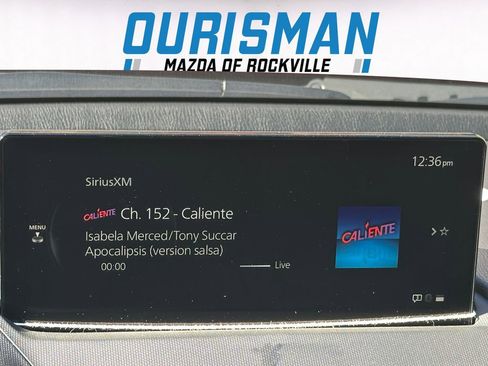 OURISMAN
MAZDA OF ROCKVILLE
12:36pm
SiriusXM
CALIENTE Ch. 152 - Caliente
MENU
Isabela Merced/Tony Succar
Apocalipsis (version salsa)
00:00 Live
CALIENTE